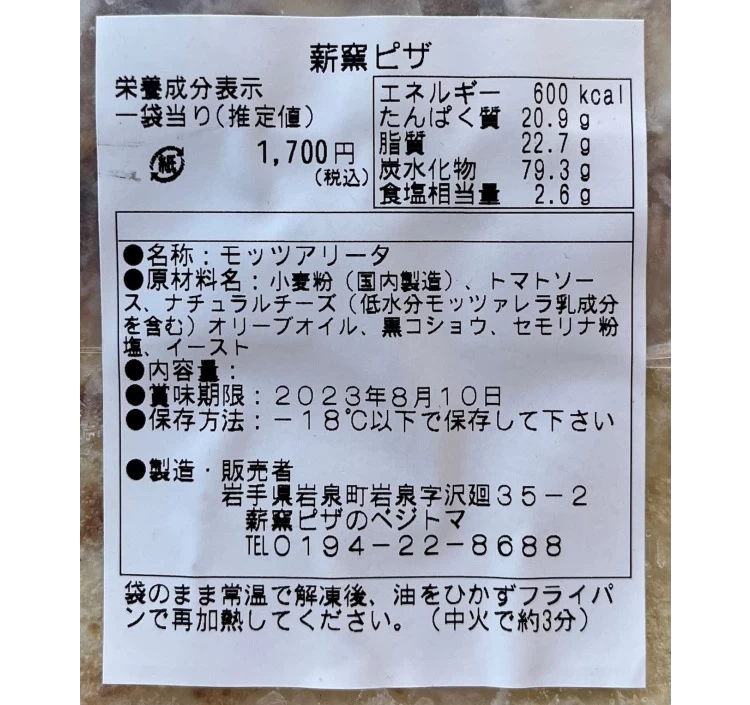 薪窯ピザ
栄養成分表示
一袋当り(推定値)
紙
1,700円
(税込)
エネルギー 600 kcal
たんぱく質 20.9 g
脂質 22.7 g
炭水化物 79.3 g
食塩相当量 2.6 g
●名称：モッツアリータ
●原材料名：小麦粉（国内製造）、トマトソー
ス、ナチュラルチーズ（低水分モッツァレラ乳成分
を含む）オリーブオイル、黒コショウ、セモリナ粉
塩、イースト
●内容量：
●賞味期限：２０２３年８月１０日
●保存方法：－１８℃以下で保存して下さい
●製造・販売者
岩手県岩泉町岩泉字沢廻３５－２
薪窯ピザのベジトマ
℡０１９４－２２－８６８８
袋のまま常温で解凍後、油をひかずフライパ
ンで再加熱してください。（中火で約3分）